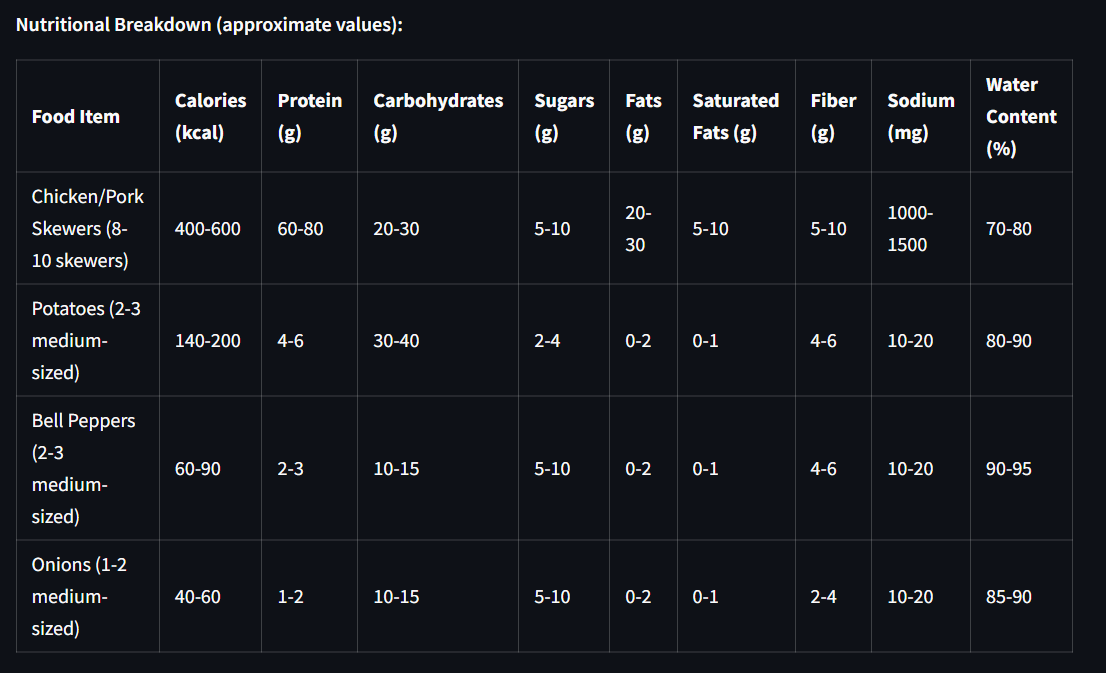 Nutritional Breakdown (approximate values):
Food Item
Calories
(kcal)
Protein
(g)
Carbohydrates
(g)
Sugars
(g)
Fats
(g)
Saturated
Fats (g)
Fiber
(g)
Sodium
(mg)
Water
Content
(%)
Chicken/Pork
Skewers (8-
10 skewers)
400-600
60-80
20-30
5-10
20-
30
5-10
5-10
1000-
1500
70-80
Potatoes (2-3
medium-
sized)
140-200
4-6
30-40
2-4
0-2
0-1
4-6
10-20
80-90
Bell Peppers
(2-3
medium-
sized)
60-90
2-3
10-15
5-10
0-2
0-1
4-6
10-20
90-95
Onions (1-2
medium-
sized)
40-60
1-2
10-15
5-10
0-2
0-1
2-4
10-20
85-90